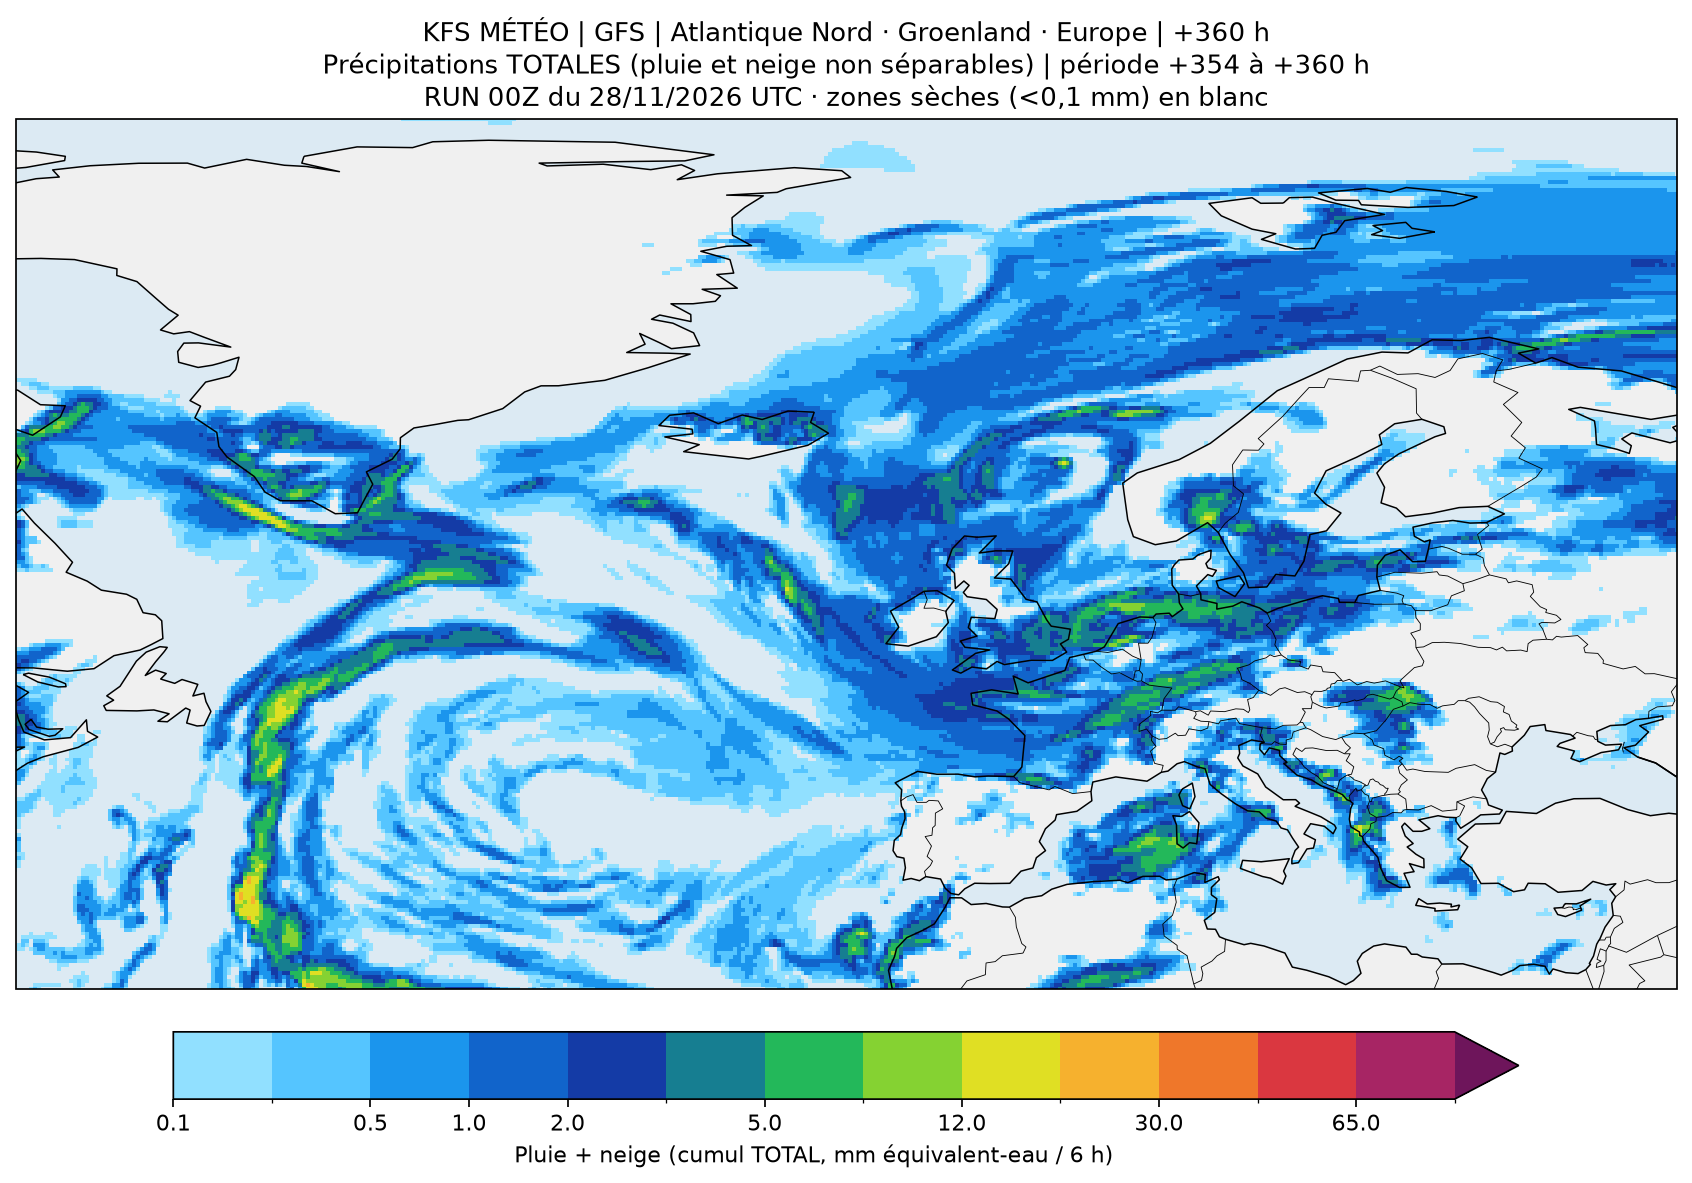 KFS MÉTÉO | GFS | Atlantique Nord · Groenland · Europe | +360 h
Précipitations TOTALES (pluie et neige non séparables) | période +354 à +360 h
RUN 00Z du 28/11/2026 UTC · zones sèches (<0,1 mm) en blanc
0.1 0.5 1.0 2.0 5.0 12.0 30.0 65.0
Pluie + neige (cumul TOTAL, mm équivalent-eau / 6 h)